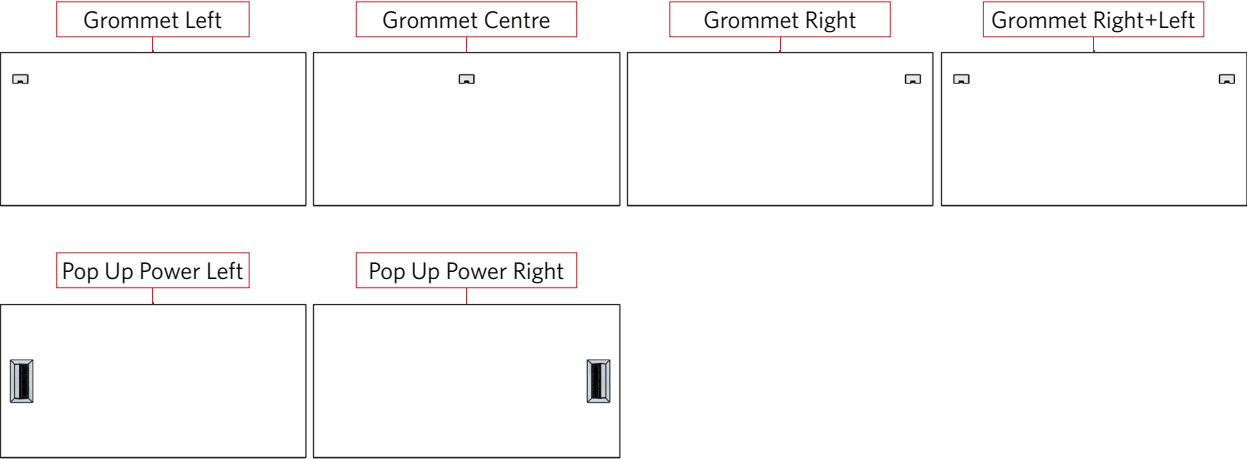 Grommet Left
Grommet Centre
Grommet Right
Grommet Right+Left
Pop Up Power Left
Pop Up Power Right